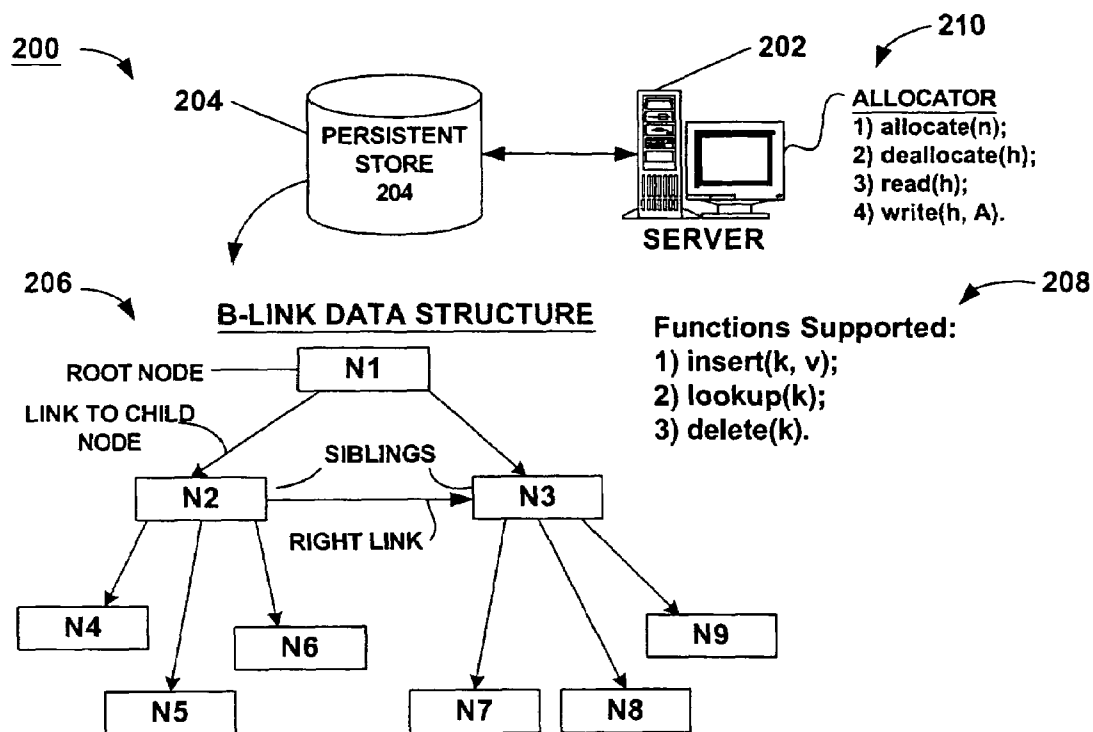 200
204
PERSISTENT
STORE
204
202
SERVER
210
ALLOCATOR
1) allocate(n);
2) deallocate(h);
3) read(h);
4) write(h, A).
206
B-LINK DATA STRUCTURE
208
Functions Supported:
1) insert(k, v);
2) lookup(k);
3) delete(k).
ROOT NODE
N1
LINK TO CHILD
NODE
SIBLINGS
N2
N3
RIGHT LINK
N4
N6
N9
N5
N7
N8